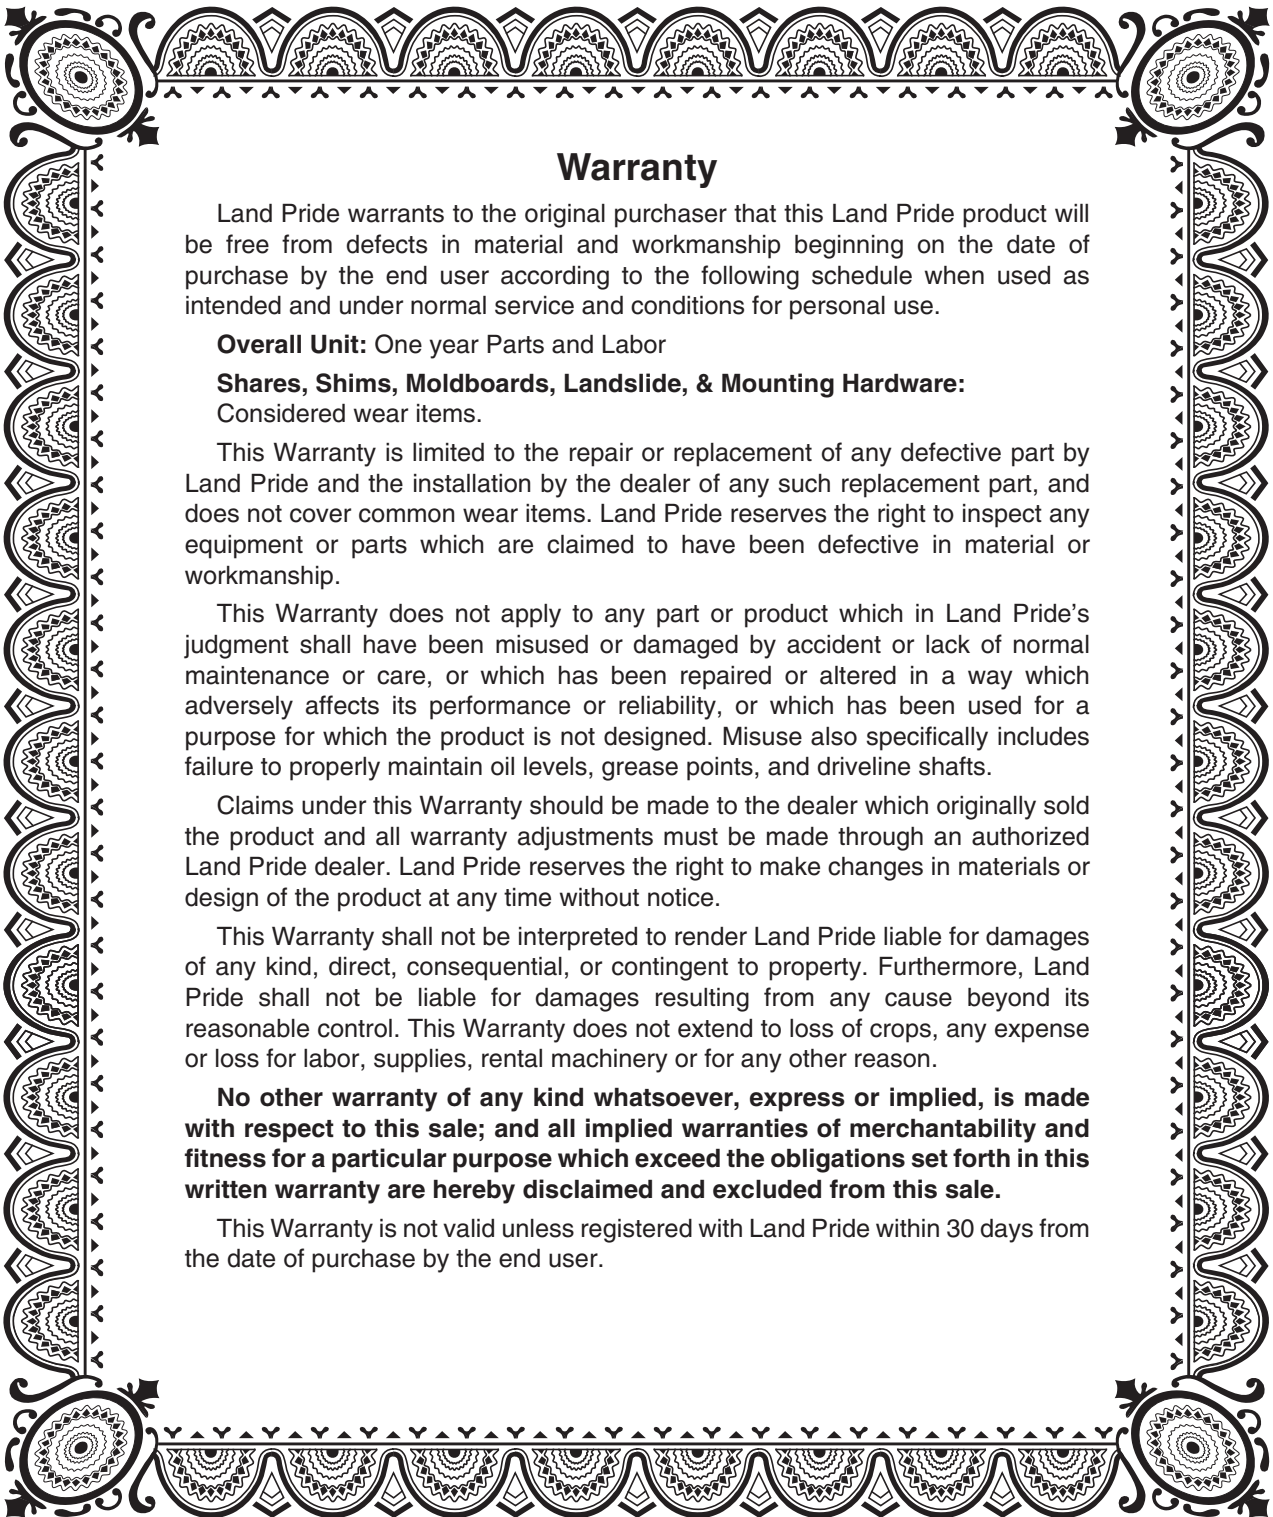 Warranty
Land Pride warrants to the original purchaser that this Land Pride product will
be free from defects in material and workmanship beginning on the date of
purchase by the end user according to the following schedule when used as
intended and under normal service and conditions for personal use.
Overall Unit: One year Parts and Labor
Shares, Shims, Moldboards, Landslide, & Mounting Hardware:
Considered wear items.
This Warranty is limited to the repair or replacement of any defective part by
Land Pride and the installation by the dealer of any such replacement part, and
does not cover common wear items. Land Pride reserves the right to inspect any
equipment or parts which are claimed to have been defective in material or
workmanship.
This Warranty does not apply to any part or product which in Land Pride’s
judgment shall have been misused or damaged by accident or lack of normal
maintenance or care, or which has been repaired or altered in a way which
adversely affects its performance or reliability, or which has been used for a
purpose for which the product is not designed. Misuse also specifically includes
failure to properly maintain oil levels, grease points, and driveline shafts.
Claims under this Warranty should be made to the dealer which originally sold
the product and all warranty adjustments must be made through an authorized
Land Pride dealer. Land Pride reserves the right to make changes in materials or
design of the product at any time without notice.
This Warranty shall not be interpreted to render Land Pride liable for damages
of any kind, direct, consequential, or contingent to property. Furthermore, Land
Pride shall not be liable for damages resulting from any cause beyond its
reasonable control. This Warranty does not extend to loss of crops, any expense
or loss for labor, supplies, rental machinery or for any other reason.
No other warranty of any kind whatsoever, express or implied, is made
with respect to this sale; and all implied warranties of merchantability and
fitness for a particular purpose which exceed the obligations set forth in this
written warranty are hereby disclaimed and excluded from this sale.
This Warranty is not valid unless registered with Land Pride within 30 days from
the date of purchase by the end user.